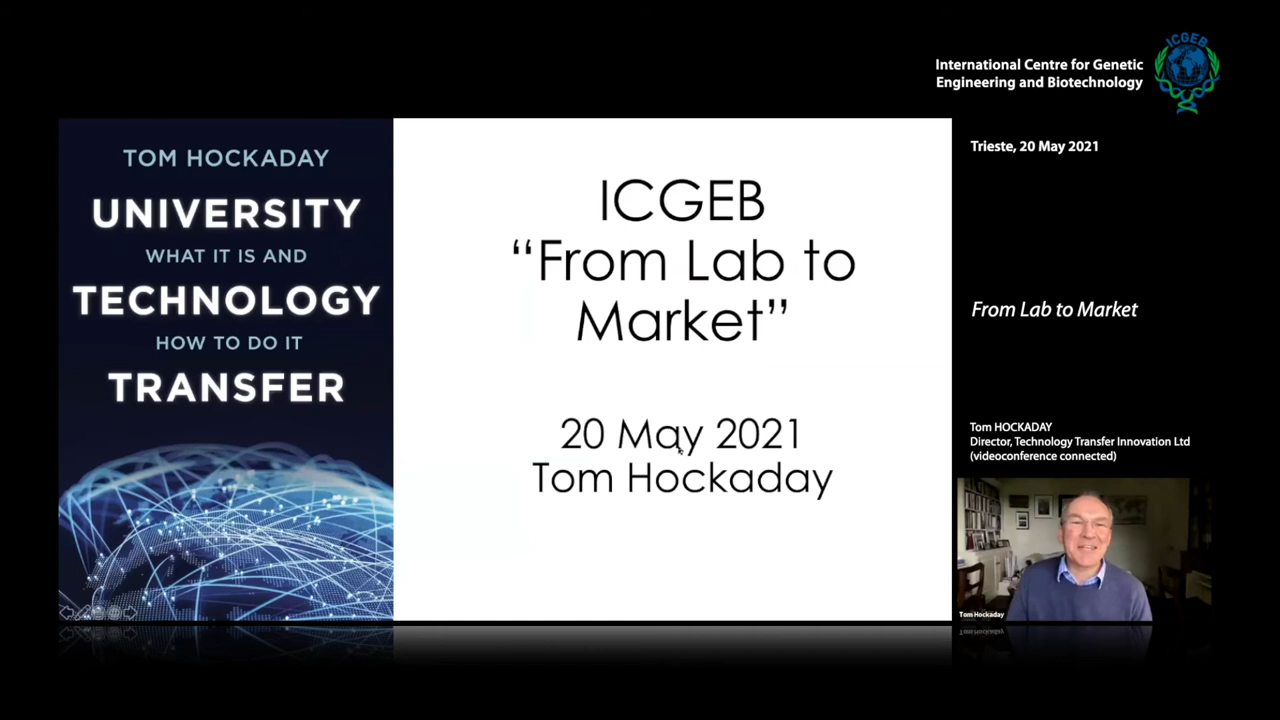 ICGEB
International Centre for Genetic
Engineering and Biotechnology
TOM HOCKADAY
UNIVERSITY
WHAT IT IS AND
TECHNOLOGY
HOW TO DO IT
TRANSFER
ICGEB
“From Lab to
Market”
20 May 2021
Tom Hockaday
Trieste, 20 May 2021
From Lab to Market
Tom HOCKADAY
Director, Technology Transfer Innovation Ltd
(videoconference connected)
Tom Hockaday